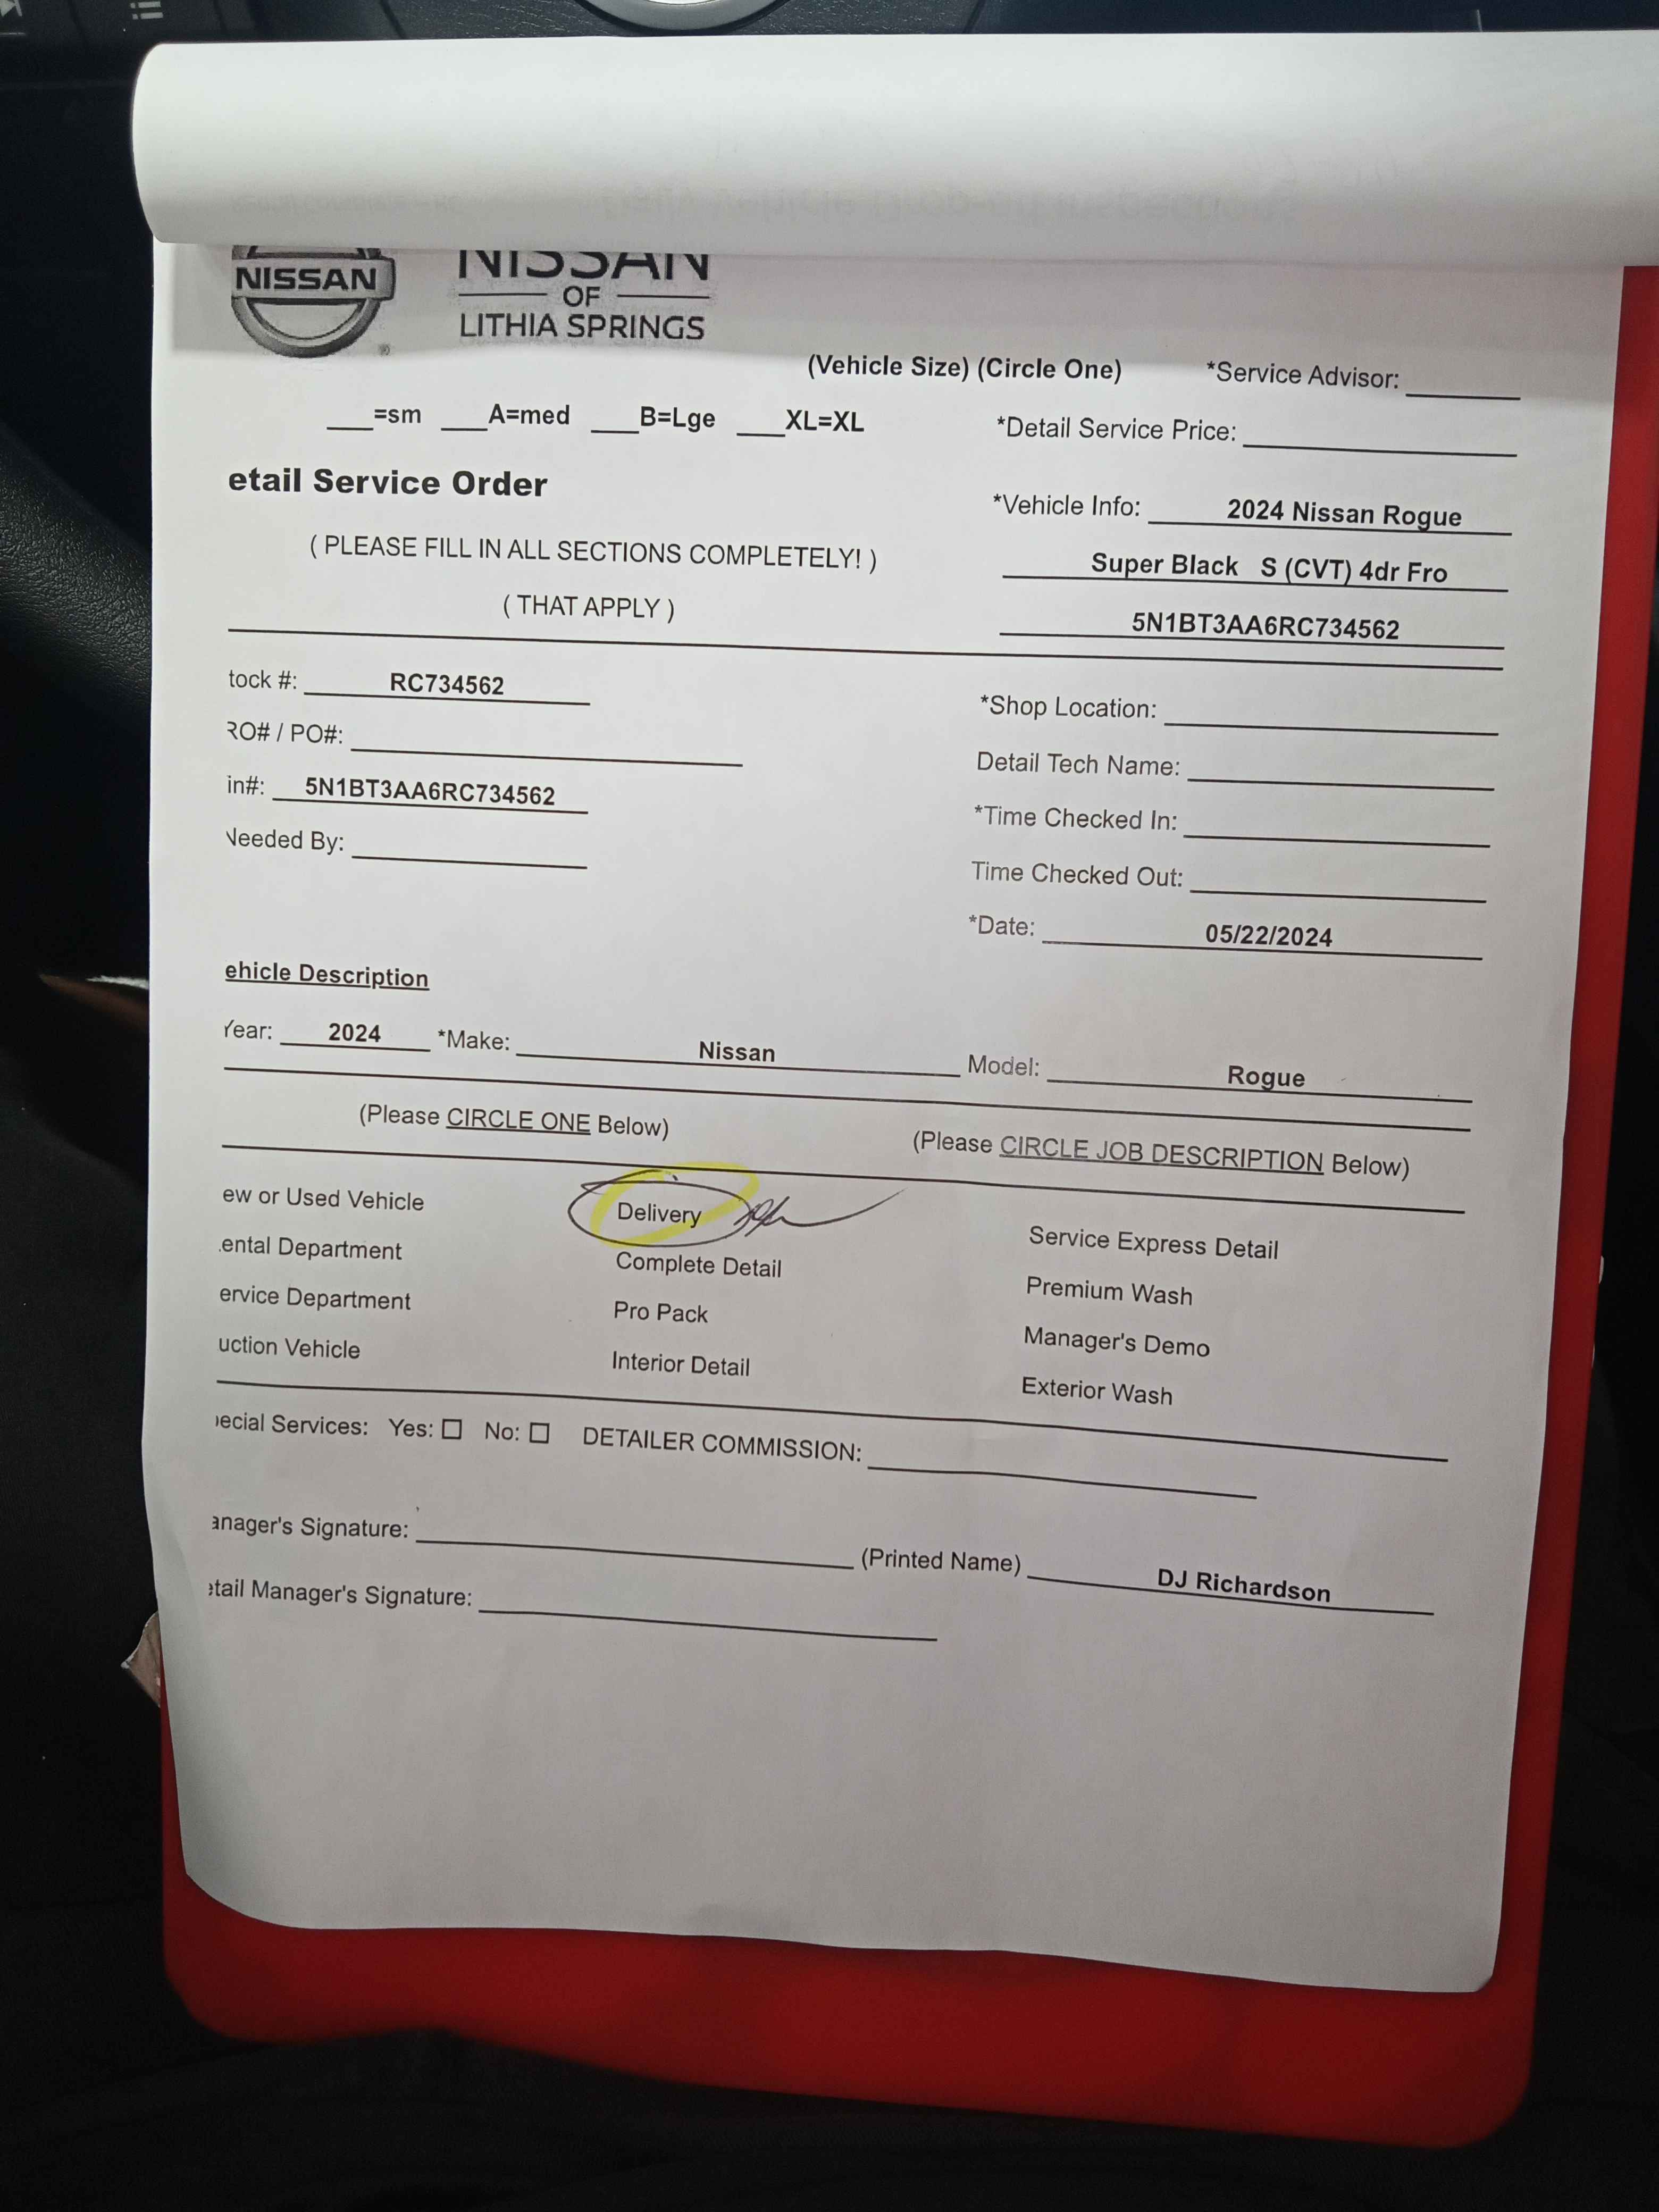 NISSAN
NISSAN
OF
LITHIA SPRINGS
(Vehicle Size) (Circle One) *Service Advisor:
=sm A=med B=Lge XL=XL
*Detail Service Price:
etail Service Order
*Vehicle Info: 2024 Nissan Rogue
( PLEASE FILL IN ALL SECTIONS COMPLETELY! )
Super Black S (CVT) 4dr Fro
( THAT APPLY )
5N1BT3AA6RC734562
tock #: RC734562
*Shop Location:
RO# / PO#:
Detail Tech Name:
in#: 5N1BT3AA6RC734562
*Time Checked In:
Needed By:
Time Checked Out:
*Date: 05/22/2024
ehicle Description
Year: 2024 *Make: Nissan Model: Rogue
(Please CIRCLE ONE Below) (Please CIRCLE JOB DESCRIPTION Below)
ew or Used Vehicle Delivery Service Express Detail
ental Department Complete Detail Premium Wash
ervice Department Pro Pack Manager's Demo
uction Vehicle Interior Detail Exterior Wash
ecial Services: Yes: No: DETAILER COMMISSION:
anager's Signature: (Printed Name) DJ Richardson
etail Manager's Signature: